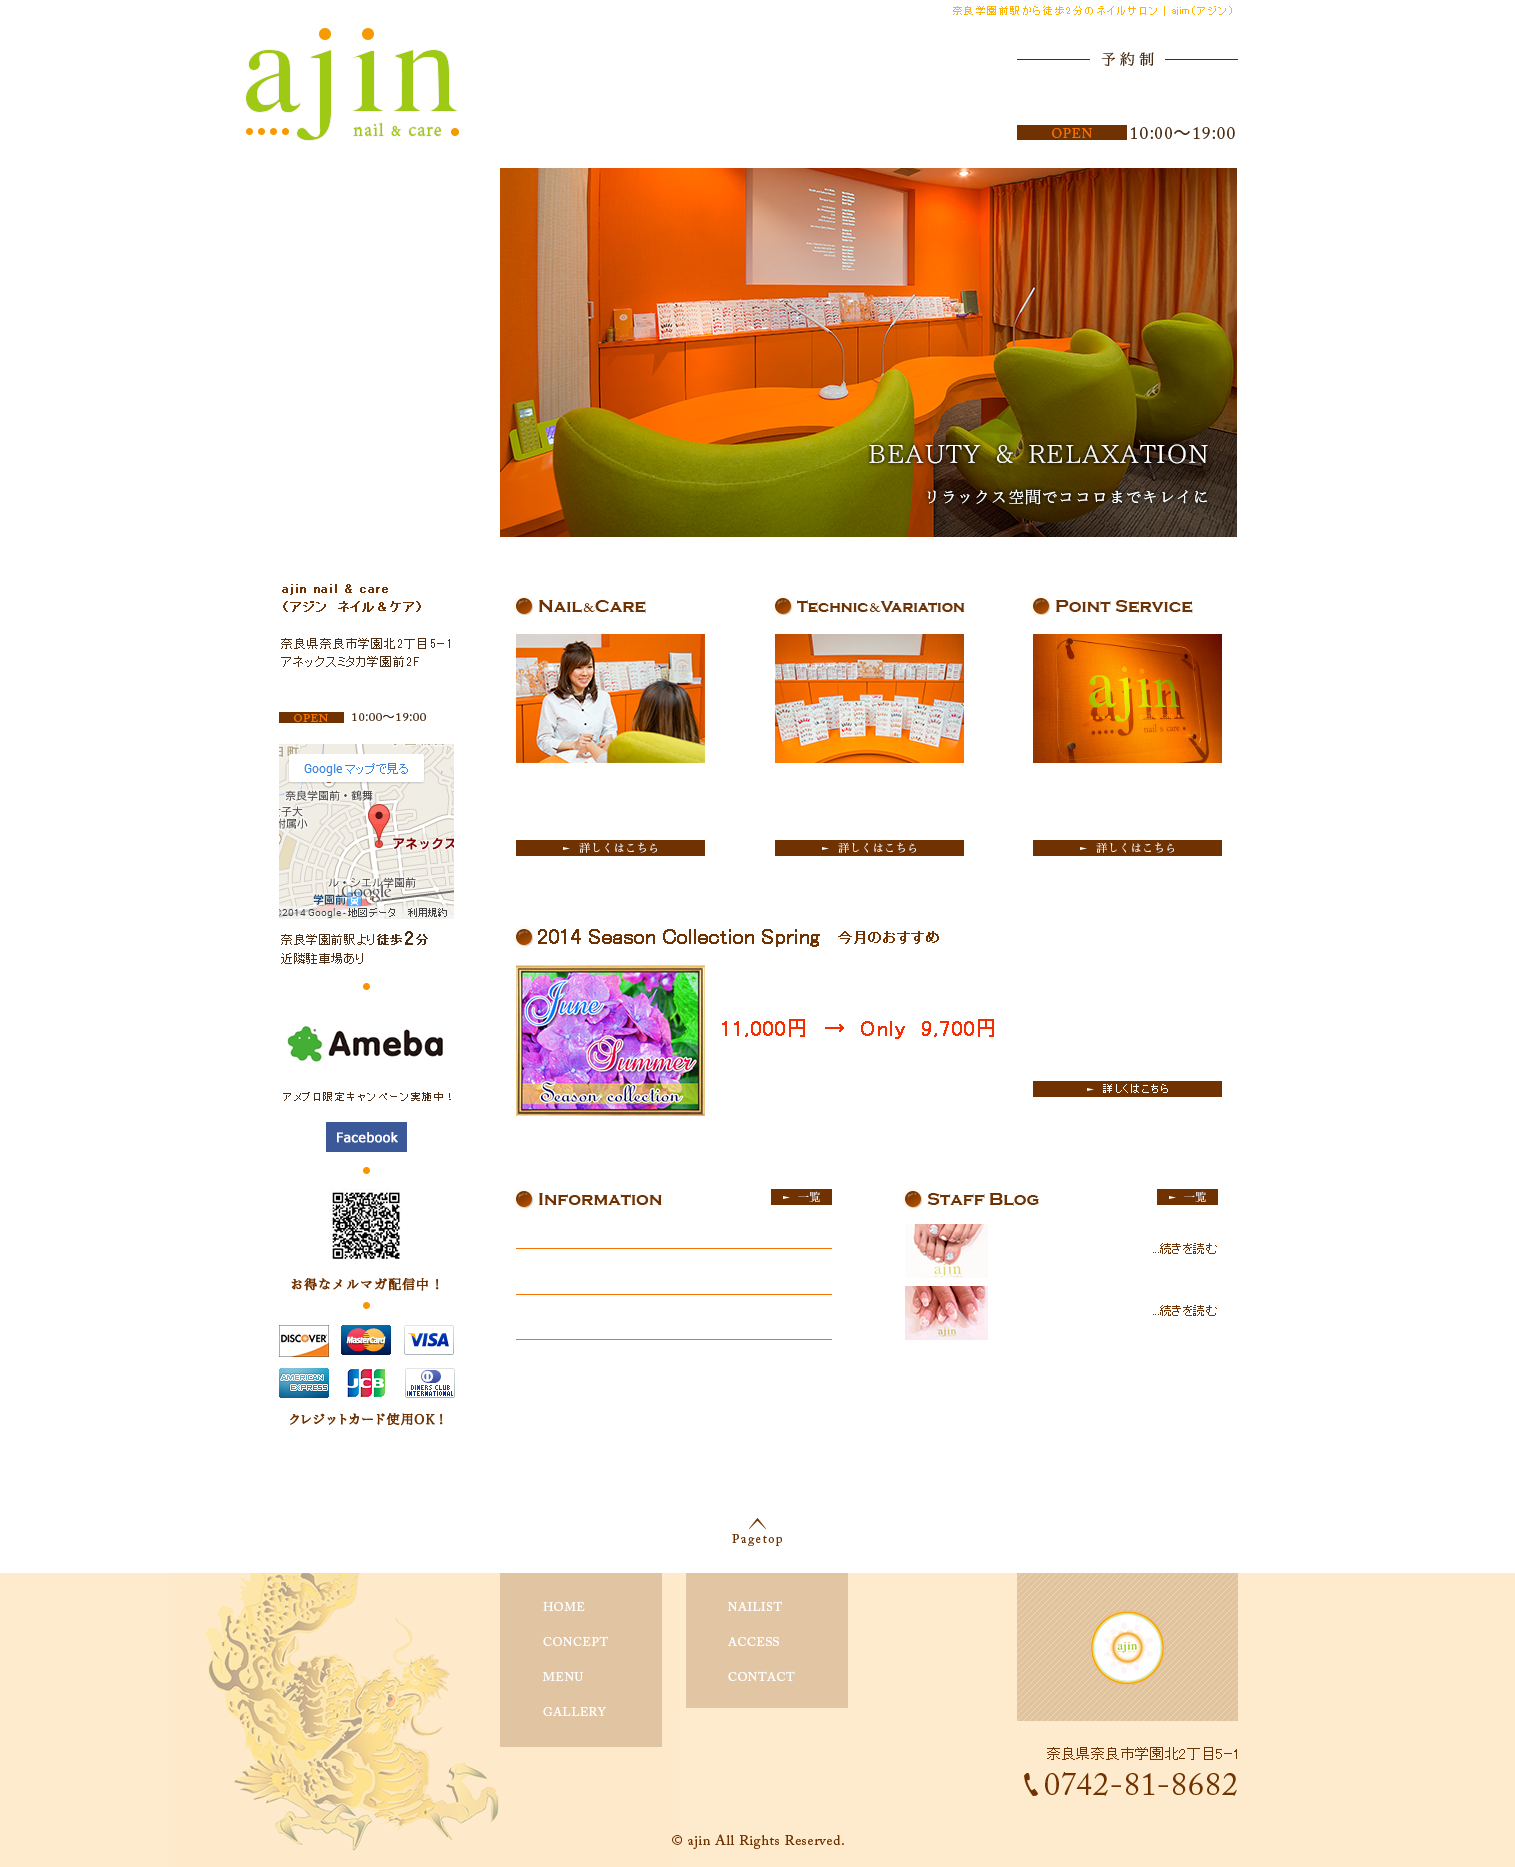 奈良学園前駅から徒歩2分のネイルサロン | ajim(アジン)
ajin
nail & care
予約制
OPEN 10:00〜19:00
BEAUTY & RELAXATION
リラックス空間でココロまでキレイに
ajin nail & care
(アジン ネイル&ケア)
奈良県奈良市学園北2丁目5-1
アネックスミタカ学園前2F
OPEN 10:00〜19:00
Google マップで見る
奈良学園前・鶴舞
子大
付属小
アネックス
ル・シエル学園前
Google
学園前
©2014 Google - 地図データ 利用規約
奈良学園前駅より徒歩2分
近隣駐車場あり
Ameba
アメブロ限定キャンペーン実施中!
Facebook
お得なメルマガ配信中!
DISCOVER
MasterCard
VISA
AMERICAN EXPRESS
JCB
DINERS CLUB INTERNATIONAL
クレジットカード使用OK!
NAIL&CARE
TECHNIC&VARIATION
POINT SERVICE
ajin
nail & care
► 詳しくはこちら
► 詳しくはこちら
► 詳しくはこちら
2014 Season Collection Spring 今月のおすすめ
June
Summer
Season collection
11,000円 → Only 9,700円
► 詳しくはこちら
INFORMATION
► 一覧
STAFF BLOG
► 一覧
ajin
...続きを読む
ajin
...続きを読む
Pagetop
HOME
CONCEPT
MENU
GALLERY
NAILIST
ACCESS
CONTACT
ajin
奈良県奈良市学園北2丁目5-1
0742-81-8682
© ajin All Rights Reserved.